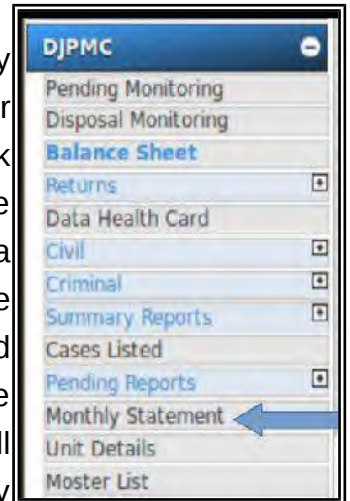 DJPMC
Pending Monitoring
Disposal Monitoring
Balance Sheet
Returns
Data Health Card
Civil
Criminal
Summary Reports
Cases Listed
Pending Reports
Monthly Statement
Unit Details
Moster List